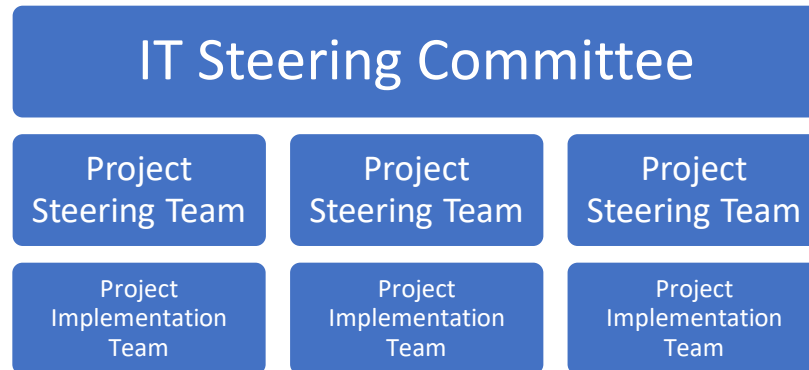 IT Steering Committee
Project
Steering Team
Project
Steering Team
Project
Steering Team
Project
Implementation
Team
Project
Implementation
Team
Project
Implementation
Team